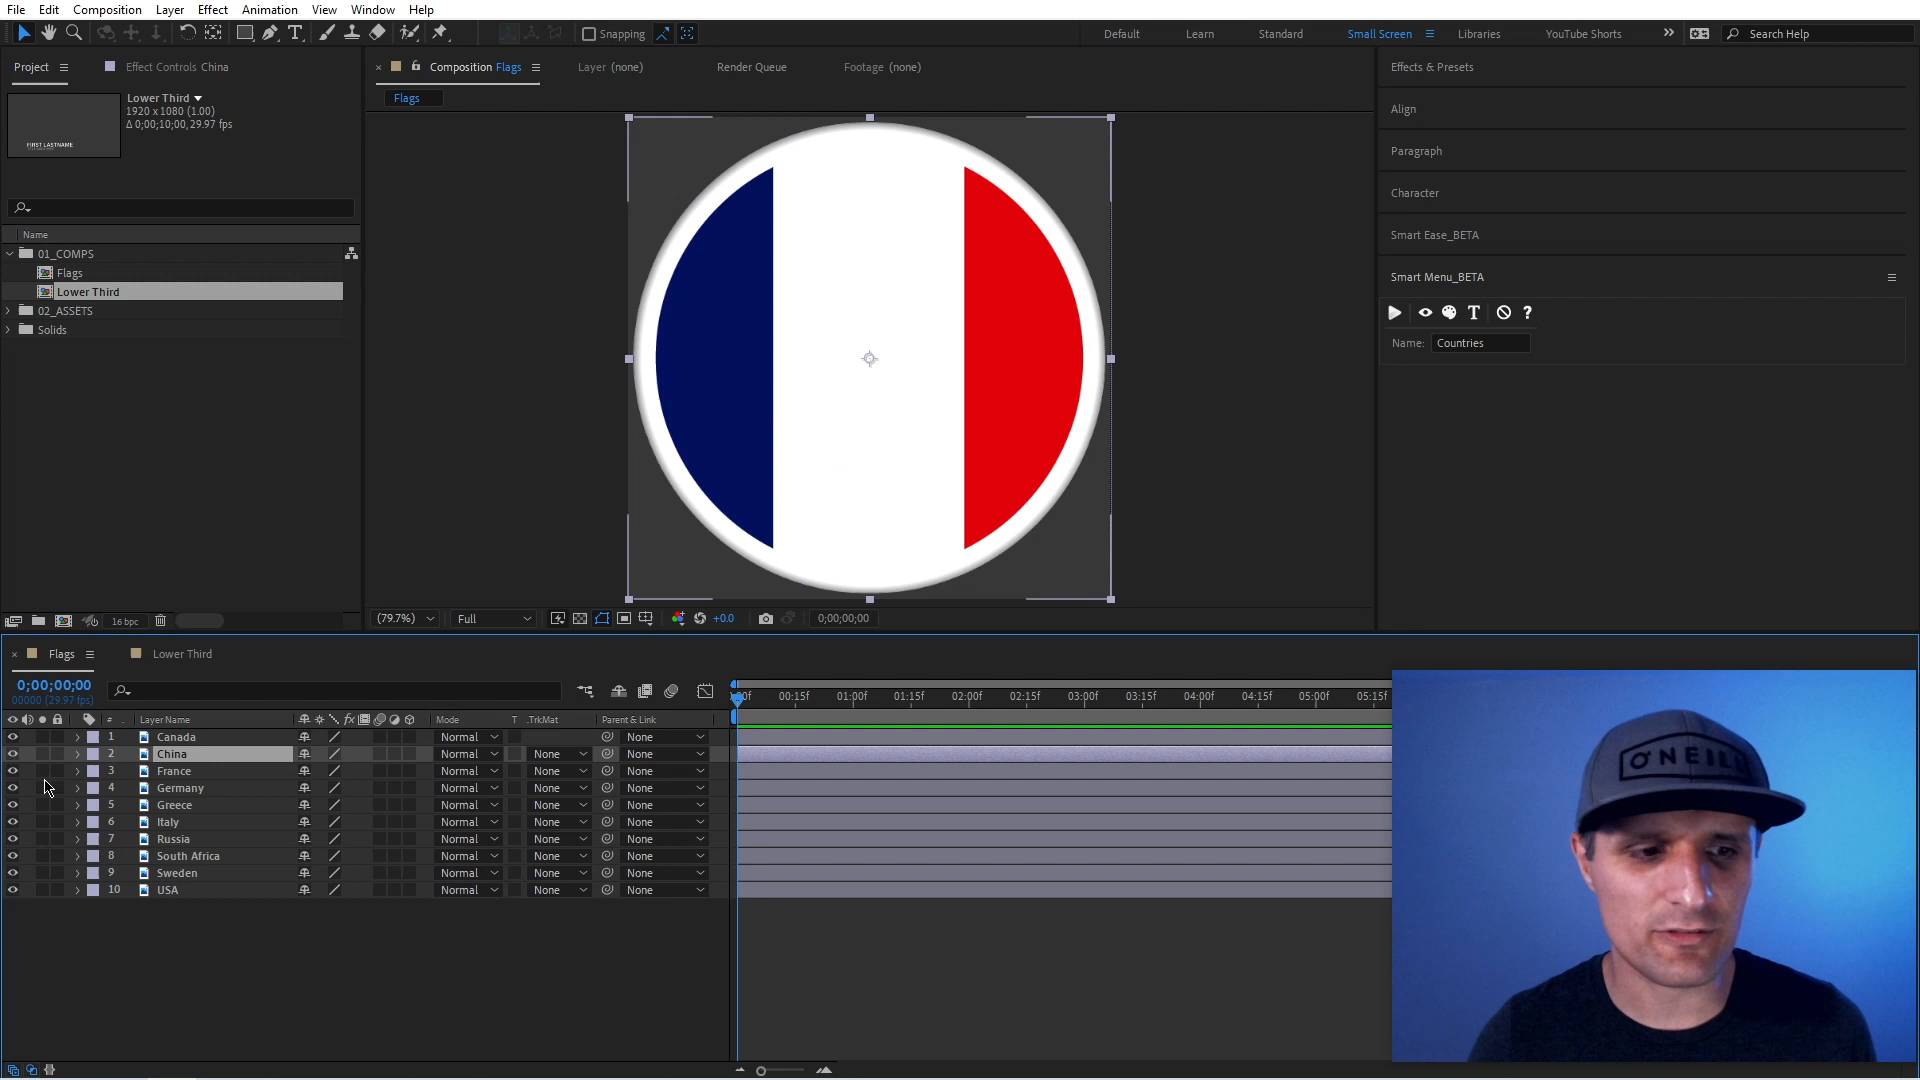 File Edit Composition Layer Effect Animation View Window Help
Snapping
Default Learn Standard Small Screen Libraries YouTube Shorts Search Help
Project Effect Controls China
Composition Flags Layer (none) Render Queue Footage (none)
Flags
Lower Third
1920 x 1080 (1.00)
Δ 0;00;10;00, 29.97 fps
FIRST LASTNAME
Name
01_COMPS
Flags
Lower Third
02_ASSETS
Solids
Effects & Presets
Align
Paragraph
Character
Smart Ease_BETA
Smart Menu_BETA
T ?
Name: Countries
16 bpc
(79.7%) Full +0.0 0;00;00;00
Flags Lower Third
0;00;00;00
00000 (29.97 fps)
00:15f 01:00f 01:15f 02:00f 02:15f 03:00f 03:15f 04:00f 04:15f 05:00f 05:15f
# Layer Name fx Mode T .TrkMat Parent & Link
1 Canada Normal None
2 China Normal None None
3 France Normal None None
4 Germany Normal None None
5 Greece Normal None None
6 Italy Normal None None
7 Russia Normal None None
8 South Africa Normal None None
9 Sweden Normal None None
10 USA Normal None None
O'NEILL